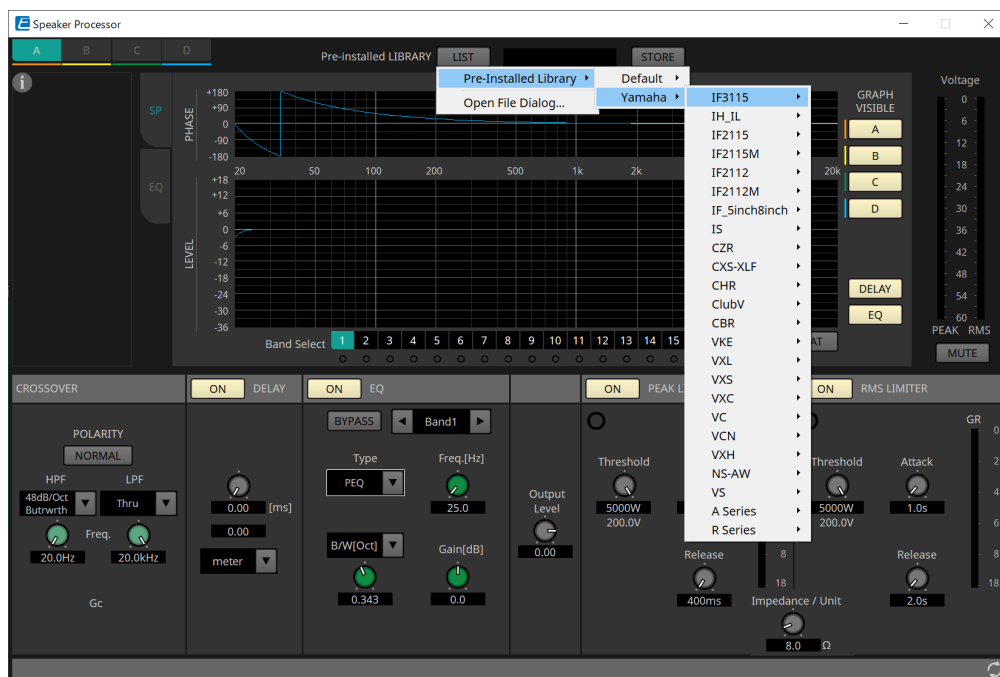 Speaker Processor
A B C D
Pre-installed LIBRARY LIST STORE
Pre-Installed Library
Open File Dialog...
Default
Yamaha
IF3115
IH_IL
IF2115
IF2115M
IF2112
IF2112M
IF_5inch8inch
IS
CZR
CXS-XLF
CHR
ClubV
CBR
VKE
VXL
VXS
VXC
VC
VCN
VXH
NS-AW
VS
A Series
R Series
SP
EQ
PHASE
+180
+90
0
-90
-180
20 50 100 200 500 1k 2k 20k
LEVEL
+18
+12
+6
0
-6
-12
-18
-24
-30
-36
Band Select 1 2 3 4 5 6 7 8 9 10 11 12 13 14 15
AT
GRAPH
VISIBLE
A
B
C
D
DELAY
EQ
Voltage
0
6
12
18
24
30
36
42
48
54
60
PEAK RMS
MUTE
CROSSOVER
POLARITY
NORMAL
HPF LPF
48dB/Oct
Butrwrth
Thru
Freq.
20.0Hz 20.0kHz
Gc
ON DELAY
0.00 [ms]
0.00
meter
ON EQ
BYPASS Band1
Type Freq.[Hz]
PEQ
25.0
B/W[Oct] Gain[dB]
0.343 0.0
Output
Level
0.00
ON PEAK L
Threshold
5000W
200.0V
Release
400ms
8
18
Impedance / Unit
8.0 Ω
ON RMS LIMITER
GR
Threshold Attack
5000W 1.0s
200.0V
Release
2.0s
0
2
4
8
18